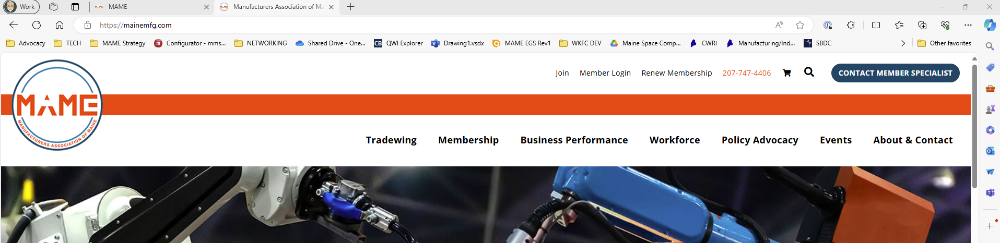 Work
MAME
Manufacturers Association of Ma
https://mainemfg.com
Advocacy TECH MAME Strategy Configurator - mms... NETWORKING Shared Drive - One... CB QWI Explorer Drawing1.vsdx MAME EGS Rev1 WKFC DEV Maine Space Comp... CWRI Manufacturing/Ind... SBDC Other favorites
Join Member Login Renew Membership 207-747-4406 CONTACT MEMBER SPECIALIST
MAME
MANUFACTURERS ASSOCIATION OF MAINE
Tradewing Membership Business Performance Workforce Policy Advocacy Events About & Contact